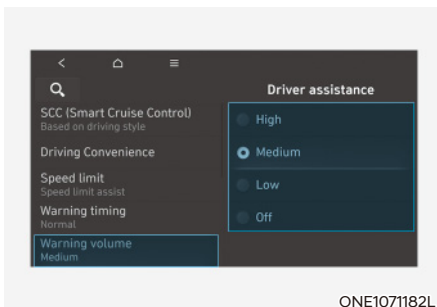 Driver assistance
SCC (Smart Cruise Control)
Based on driving style
Driving Convenience
Speed limit
Speed limit assist
Warning timing
Normal
Warning volume
Medium
High
Medium
Low
Off
ONE1071182L